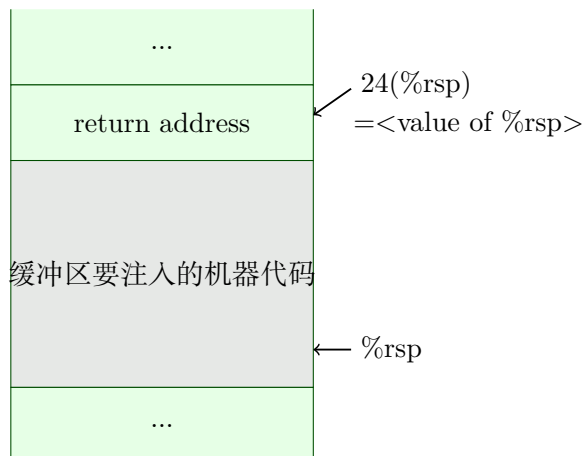 ...
24(%rsp)
return address
=<value of %rsp>
缓冲区要注入的机器代码
%rsp
...